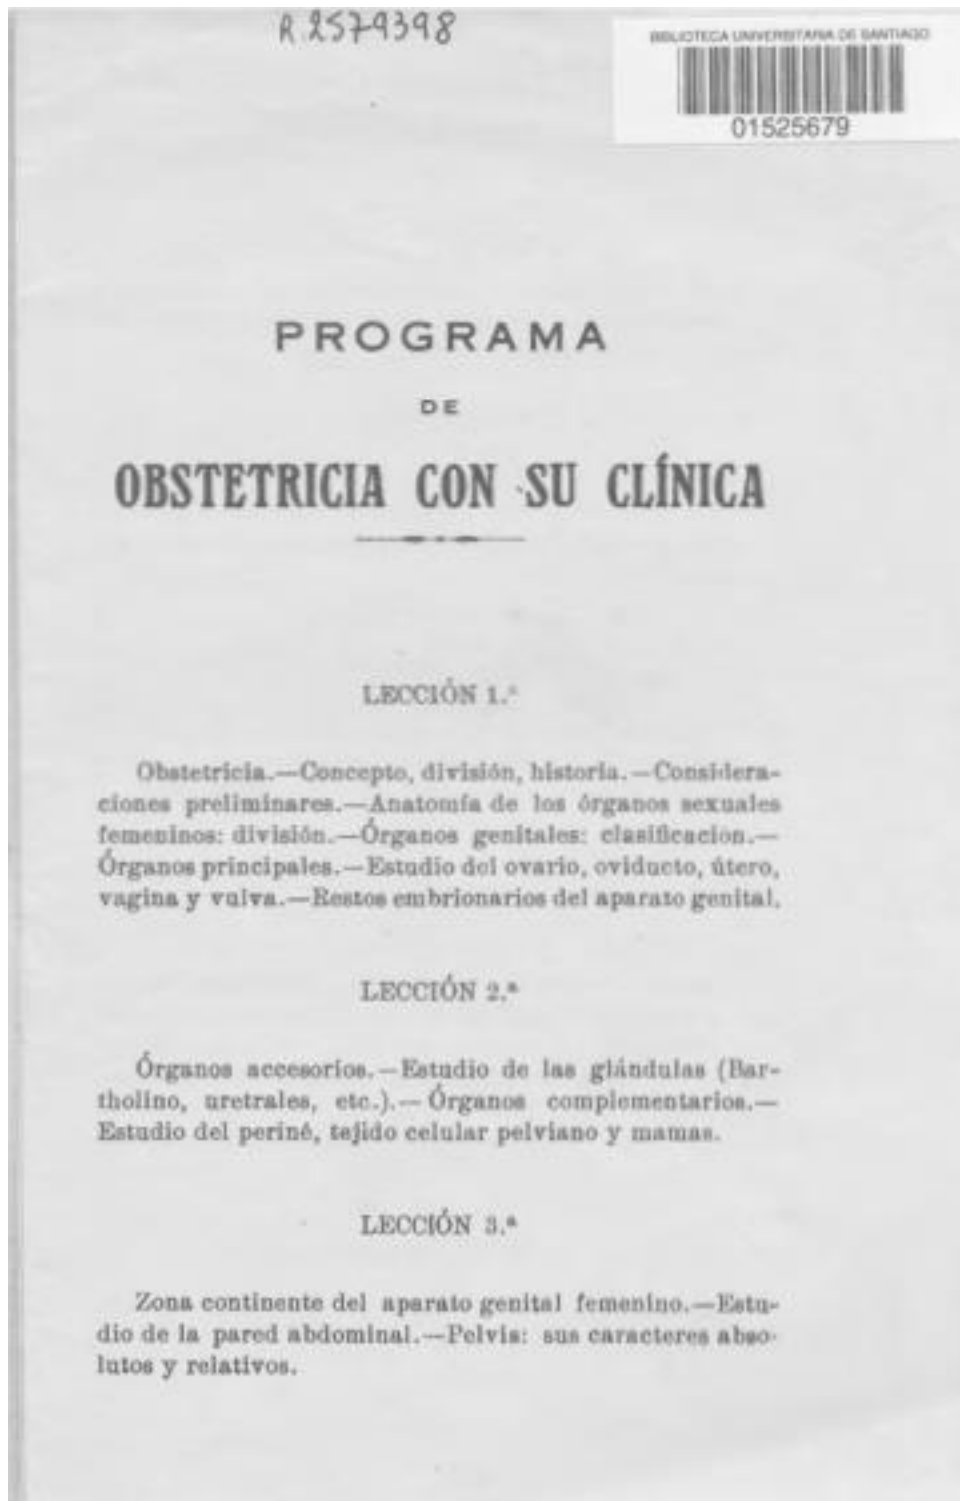 R.2579398
BIBLIOTECA UNIVERSITARIA DE SANTIAGO
01525679
PROGRAMA
DE
OBSTETRICIA CON SU CLÍNICA
LECCIÓN 1.ª
Obstetricia.—Concepto, división, historia.—Considera-
ciones preliminares.—Anatomía de los órganos sexuales
femeninos: división.—Órganos genitales: clasificación.—
Órganos principales.—Estudio del ovario, oviducto, útero,
vagina y vulva.—Restos embrionarios del aparato genital.
LECCIÓN 2.ª
Órganos accesorios.—Estudio de las glándulas (Bar-
tholino, uretrales, etc.).—Órganos complementarios.—
Estudio del periné, tejido celular pelviano y mamas.
LECCIÓN 3.ª
Zona continente del aparato genital femenino.—Estu-
dio de la pared abdominal.—Pelvis: sus caracteres abso-
lutos y relativos.